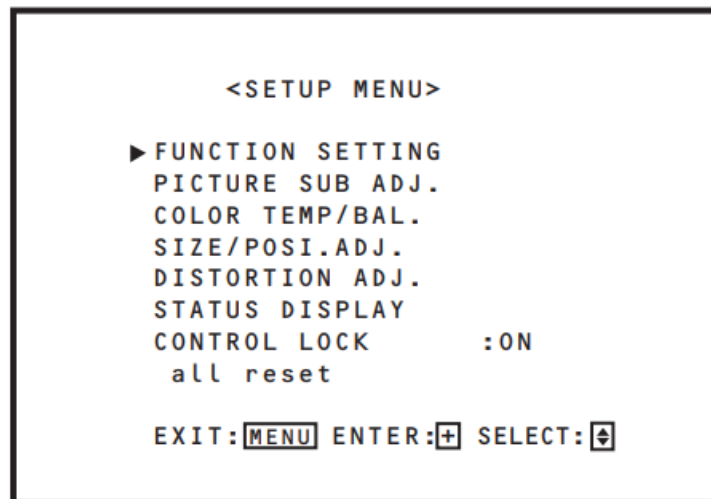 <SETUP MENU>
▶FUNCTION SETTING
PICTURE SUB ADJ.
COLOR TEMP/BAL.
SIZE/POSI.ADJ.
DISTORTION ADJ.
STATUS DISPLAY
CONTROL LOCK :ON
all reset
EXIT:MENU ENTER:+ SELECT:♦